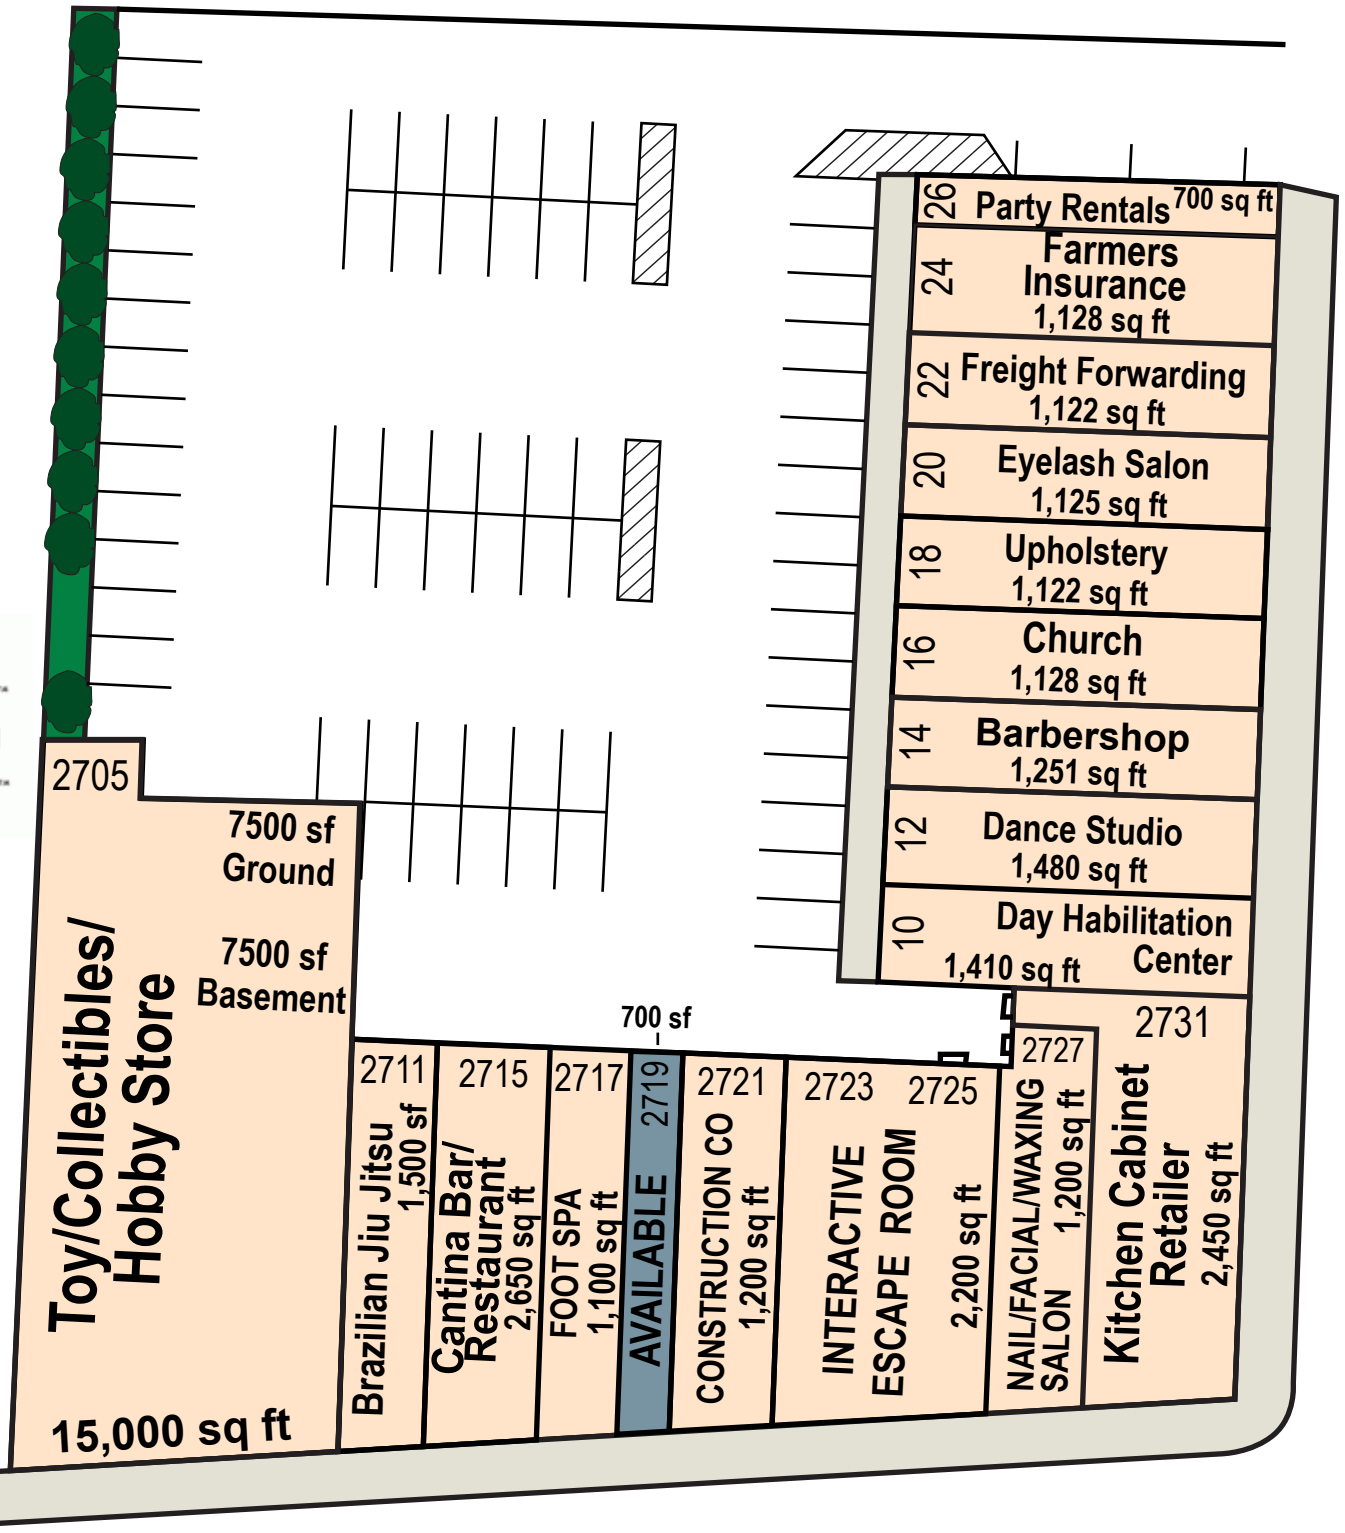 26
Party Rentals
700 sq ft
24
Farmers
Insurance
1,128 sq ft
22
Freight Forwarding
1,122 sq ft
20
Eyelash Salon
1,125 sq ft
18
Upholstery
1,122 sq ft
16
Church
1,128 sq ft
14
Barbershop
1,251 sq ft
12
Dance Studio
1,480 sq ft
10
Day Habilitation
Center
1,410 sq ft
2705
7500 sf
Ground
7500 sf
Basement
Toy/Collectibles/
Hobby Store
15,000 sq ft
2711
Brazilian Jiu Jitsu
1,500 sf
2715
Cantina Bar/
Restaurant
2,650 sq ft
2717
FOOT SPA
1,100 sq ft
700 sf
2719
AVAILABLE
2721
CONSTRUCTION CO
1,200 sq ft
2723
2725
INTERACTIVE
ESCAPE ROOM
2,200 sq ft
2727
NAIL/FACIAL/WAXING
SALON
1,200 sq ft
2731
Kitchen Cabinet
Retailer
2,450 sq ft